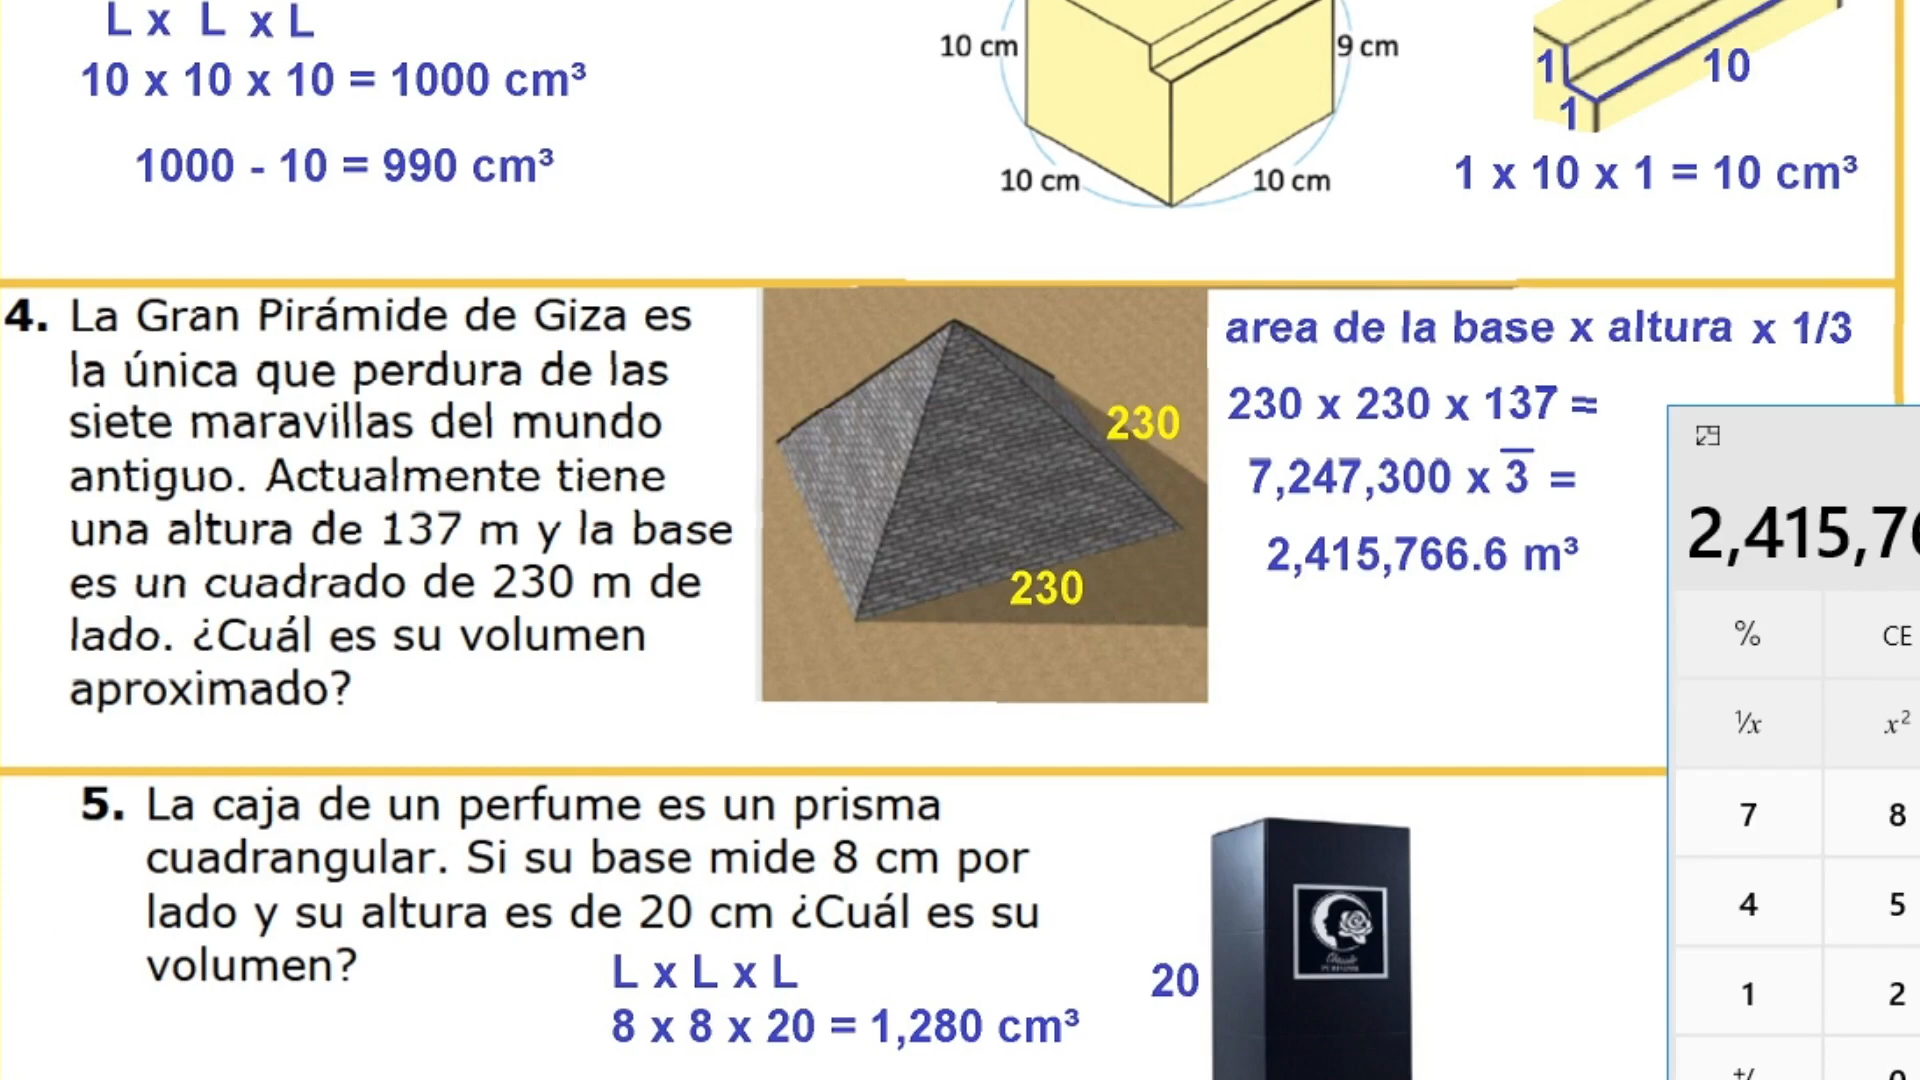 L x L x L
10 x 10 x 10 = 1000 cm³
1000 - 10 = 990 cm³
10 cm
9 cm
10 cm
10 cm
1
10
1
1 x 10 x 1 = 10 cm³
4. La Gran Pirámide de Giza es
la única que perdura de las
siete maravillas del mundo
antiguo. Actualmente tiene
una altura de 137 m y la base
es un cuadrado de 230 m de
lado. ¿Cuál es su volumen
aproximado?
230
230
area de la base x altura x 1/3
230 x 230 x 137 =
7,247,300 x 3̅ =
2,415,766.6 m³
2,415,76
%
CE
¹/x
x²
7
8
4
5
1
2
5. La caja de un perfume es un prisma
cuadrangular. Si su base mide 8 cm por
lado y su altura es de 20 cm ¿Cuál es su
volumen?
L x L x L
8 x 8 x 20 = 1,280 cm³
20
Classic